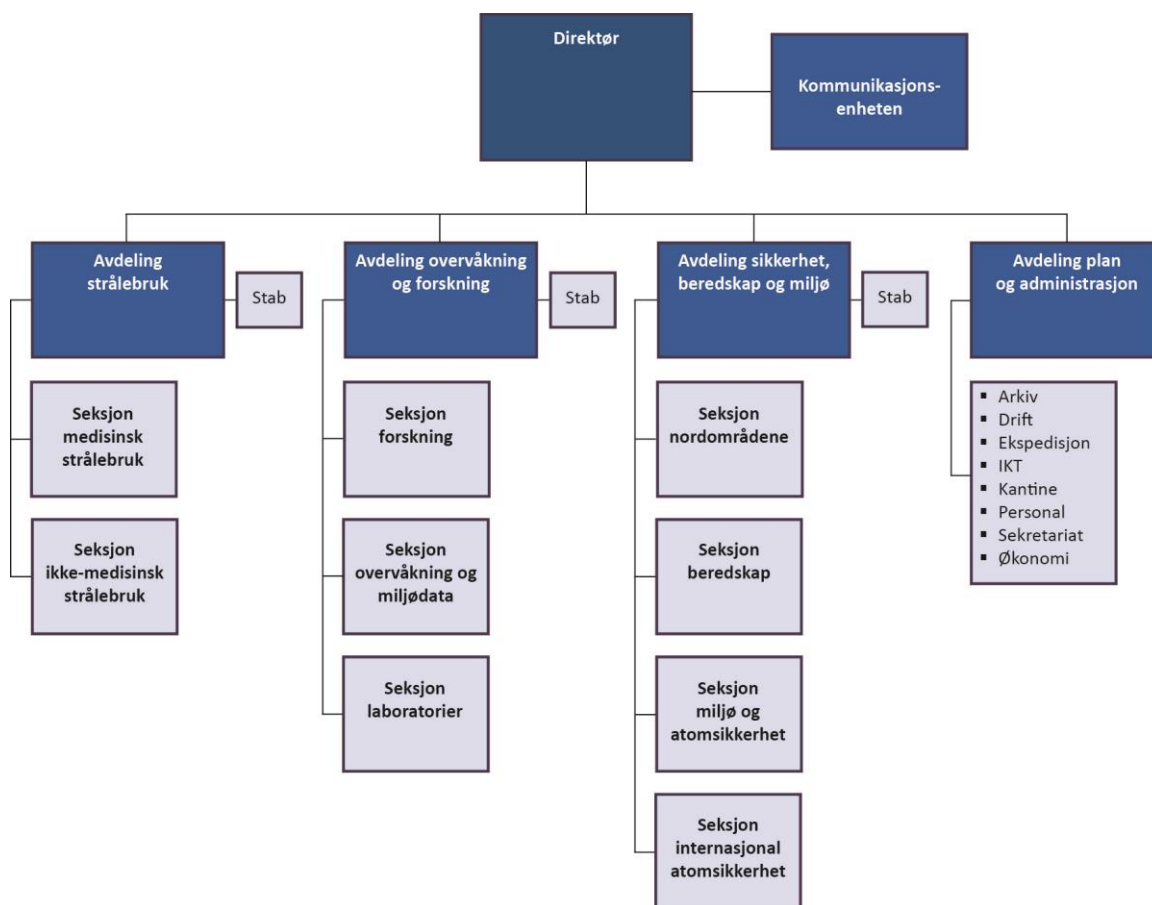 Direktør
Kommunikasjons-
enheten
Avdeling
strålebruk
Stab
Avdeling overvåkning
og forskning
Stab
Avdeling sikkerhet,
beredskap og miljø
Stab
Avdeling plan
og administrasjon
Seksjon
medisinsk
strålebruk
Seksjon
ikke-medisinsk
strålebruk
Seksjon
forskning
Seksjon
overvåkning og
miljødata
Seksjon
laboratorier
Seksjon
nordområdene
Seksjon
beredskap
Seksjon
miljø og
atomsikkerhet
Seksjon
internasjonal
atomsikkerhet
▪ Arkiv
▪ Drift
▪ Ekspedisjon
▪ IKT
▪ Kantine
▪ Personal
▪ Sekretariat
▪ Økonomi